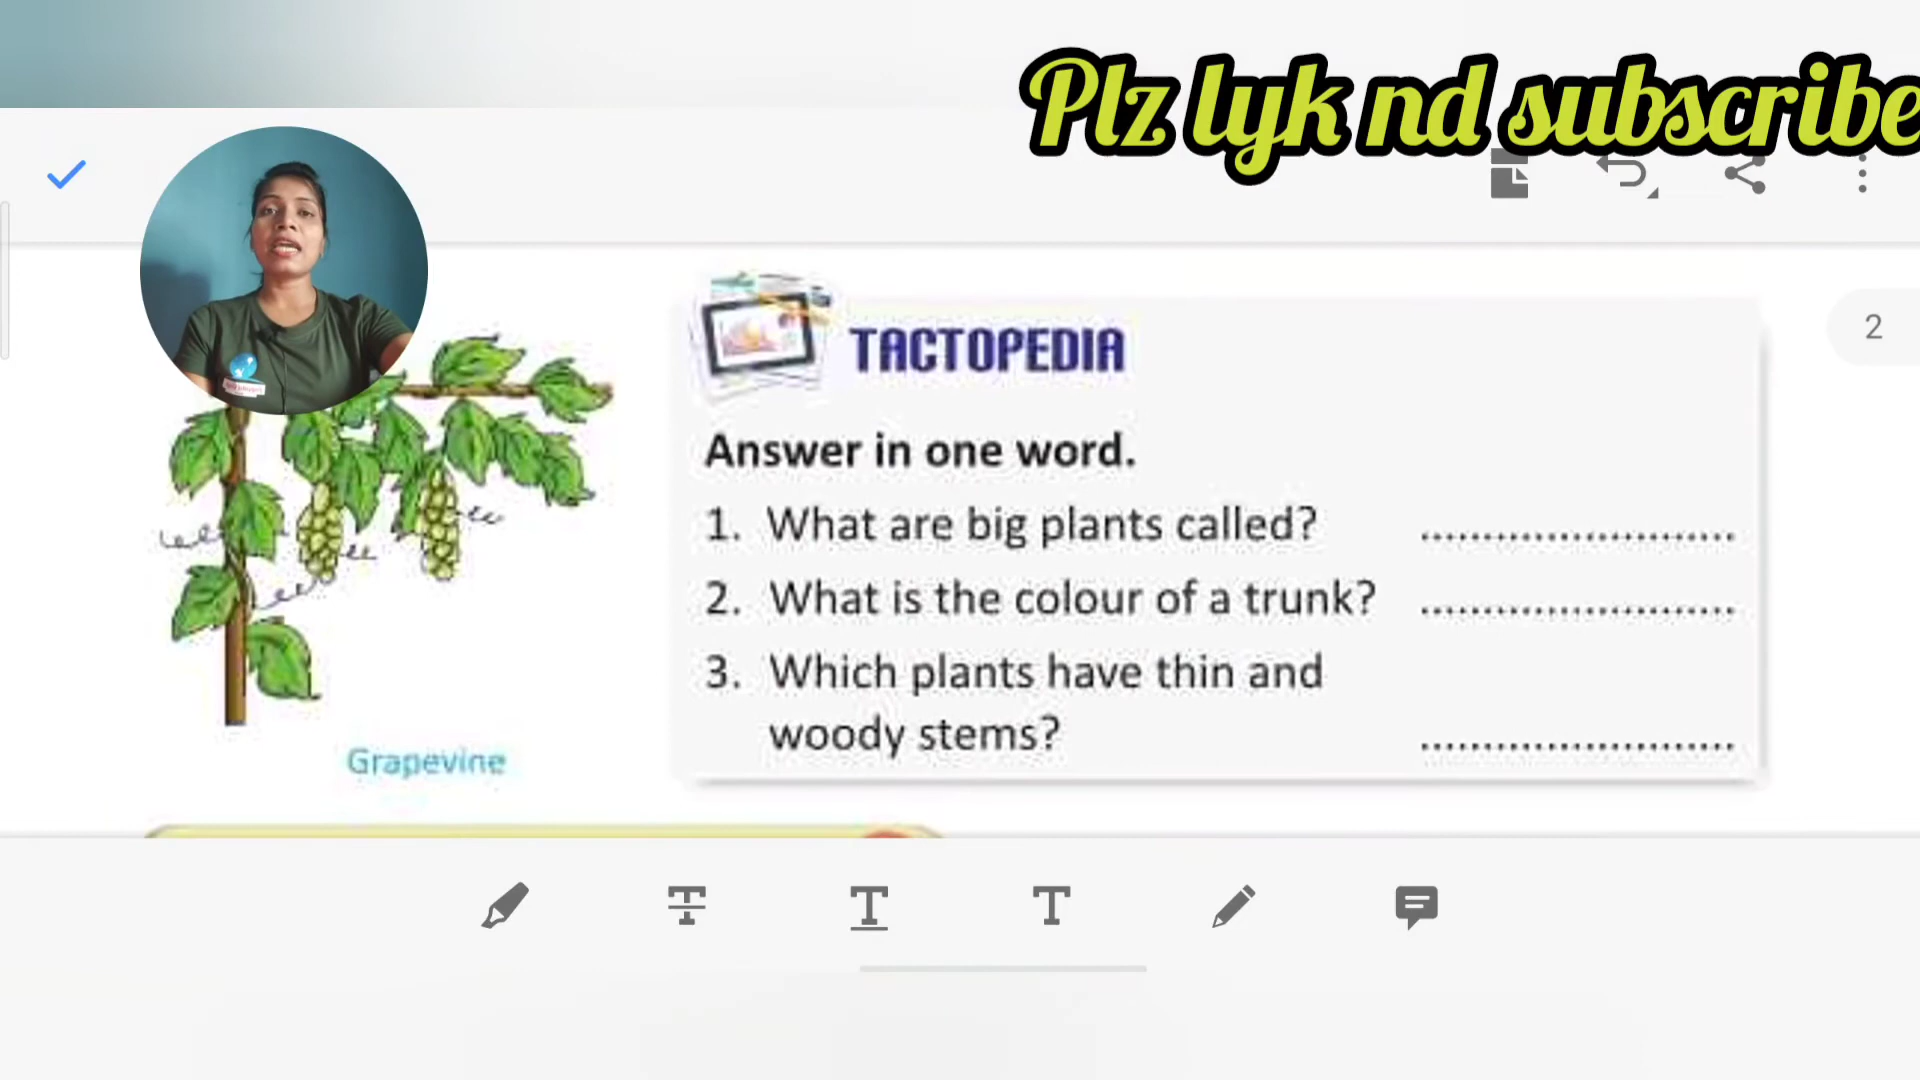 Plz lyk nd subscribe
2
TACTOPEDIA
Answer in one word.
1. What are big plants called? ........................
2. What is the colour of a trunk? ........................
3. Which plants have thin and
woody stems? ........................
Grapevine